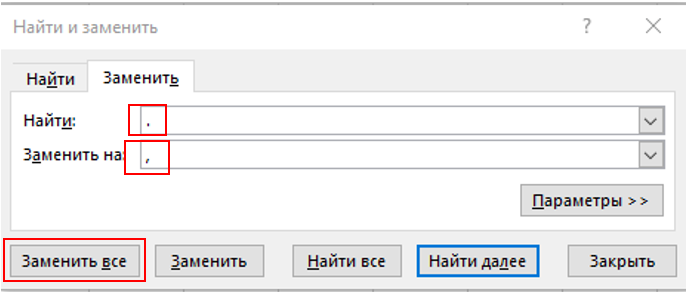 Найти и заменить ?
Найти Заменить
Найти: .
Заменить на: ,
Параметры >>
Заменить все Заменить Найти все Найти далее Закрыть